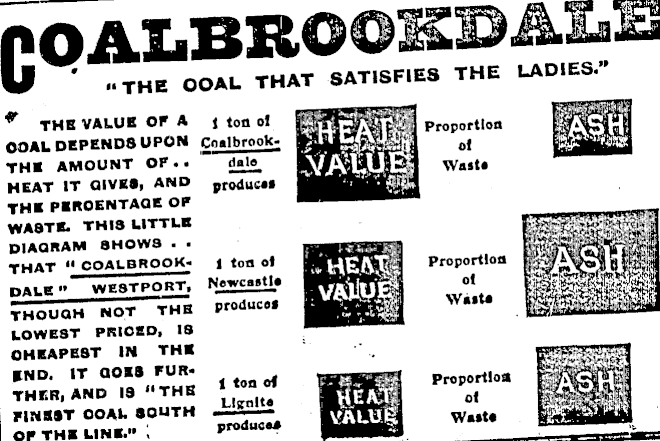 COALBROOKDALE
"THE COAL THAT SATISFIES THE LADIES."
THE VALUE OF A
COAL DEPENDS UPON
THE AMOUNT OF . .
HEAT IT GIVES, AND
THE PERCENTAGE OF
WASTE. THIS LITTLE
DIAGRAM SHOWS . .
THAT "COALBROOK-
DALE" WESTPORT,
THOUGH NOT THE
LOWEST PRICED, IS
CHEAPEST IN THE
END. IT GOES FUR-
THER, AND IS "THE
FINEST COAL SOUTH
OF THE LINE."
1 ton of
Coalbrook-
dale
produces
HEAT
VALUE
Proportion
of
Waste
ASH
1 ton of
Newcastle
produces
HEAT
VALUE
Proportion
of
Waste
ASH
1 ton of
Lignite
produces
HEAT
VALUE
Proportion
of
Waste
ASH